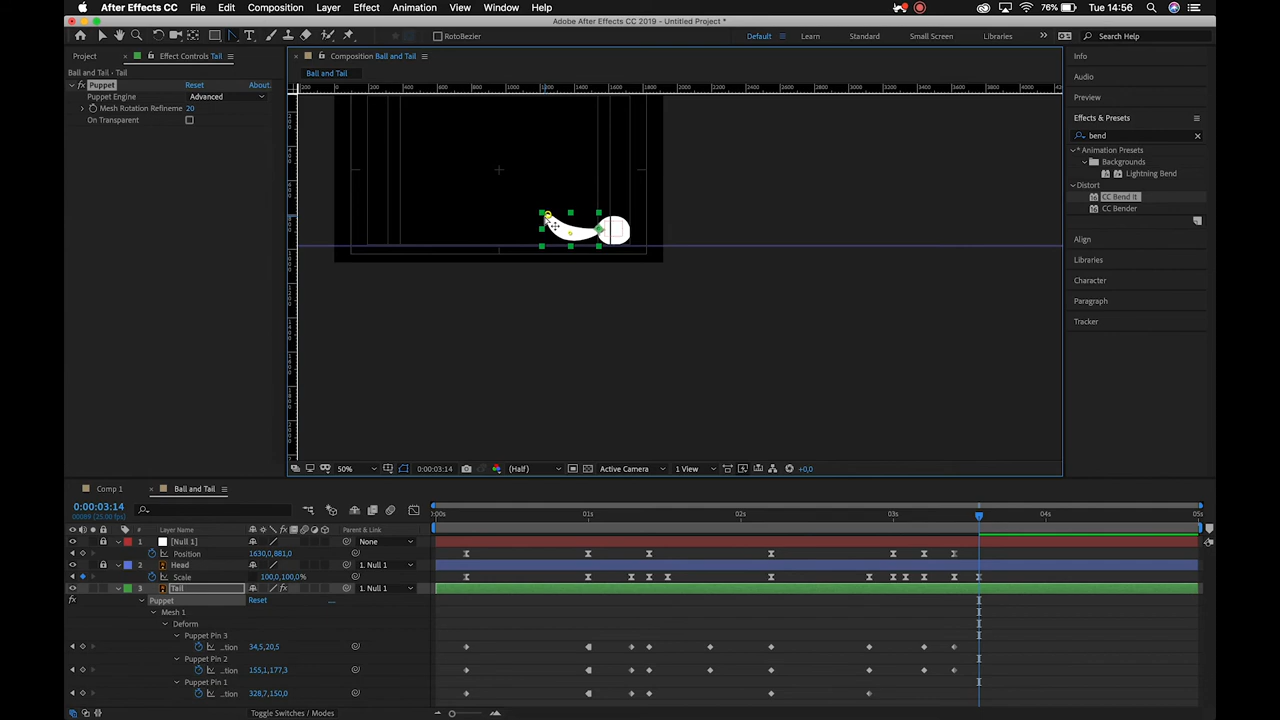 After Effects CC File Edit Composition Layer Effect Animation View Window Help 76% Tue 14:56
Adobe After Effects CC 2019 - Untitled Project *
RotoBezier Default Standard Small Screen Libraries Search Help
Project Effect Controls Tail Composition Ball and Tail Info
Ball and Tail · Tail Ball and Tail Audio
fx Puppet Reset About.
Puppet Engine Advanced Preview
Mesh Rotation Refineme 20
On Transparent Effects & Presets
bend
* Animation Presets
Backgrounds
Lightning Bend
Distort
CC Bend It
CC Bender
Align
Libraries
Character
Paragraph
Tracker
50% 0:00:03:14 (Half) Active Camera 1 View +0,0
Comp 1 Ball and Tail
0:00:03:14
00089 (25.00 fps)
# Layer Name Parent & Link 01s 02s 03s 04s
1 [Null 1] None
Position 1630,0,881,0
2 Head 1. Null 1
Scale 100,0,100,0%
3 Tail 1. Null 1
Puppet Reset
Mesh 1
Deform
Puppet Pin 3
...tion 34,5,20,5
Puppet Pin 2
...tion 155,1,177,3
Puppet Pin 1
...tion 328,7,150,0
Toggle Switches / Modes